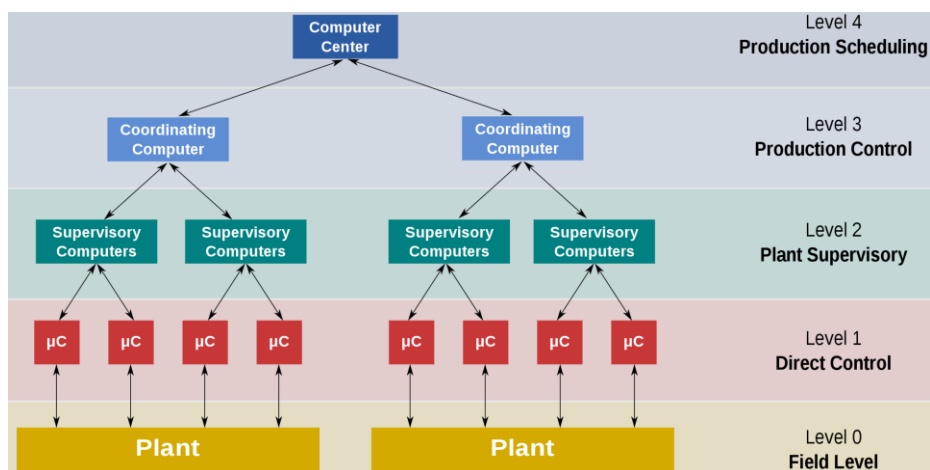 Computer
Center
Level 4
Production Scheduling
Coordinating
Computer
Coordinating
Computer
Level 3
Production Control
Supervisory
Computers
Supervisory
Computers
Supervisory
Computers
Supervisory
Computers
Level 2
Plant Supervisory
µC
µC
µC
µC
µC
µC
µC
µC
Level 1
Direct Control
Plant
Plant
Level 0
Field Level